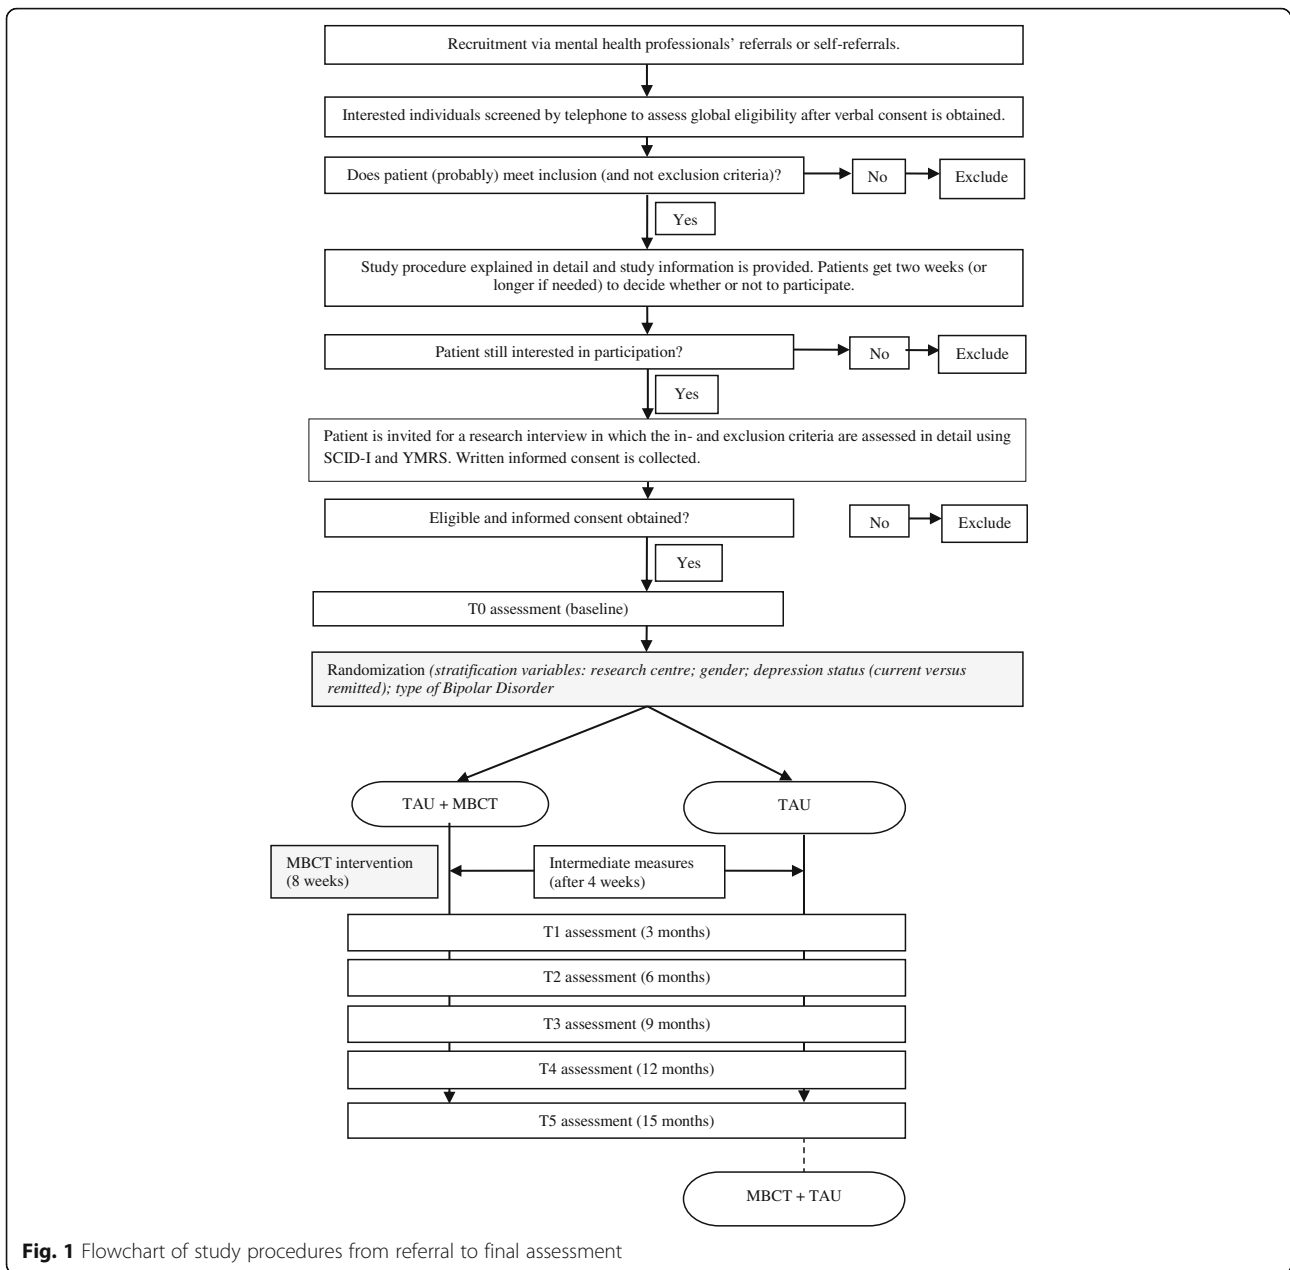 Recruitment via mental health professionals' referrals or self-referrals.
Interested individuals screened by telephone to assess global eligibility after verbal consent is obtained.
Does patient (probably) meet inclusion (and not exclusion criteria)?
No
Exclude
Yes
Study procedure explained in detail and study information is provided. Patients get two weeks (or
longer if needed) to decide whether or not to participate.
Patient still interested in participation?
No
Exclude
Yes
Patient is invited for a research interview in which the in- and exclusion criteria are assessed in detail using
SCID-I and YMRS. Written informed consent is collected.
Eligible and informed consent obtained?
No
Exclude
Yes
T0 assessment (baseline)
Randomization (stratification variables: research centre; gender; depression status (current versus
remitted); type of Bipolar Disorder
TAU + MBCT
TAU
MBCT intervention
(8 weeks)
Intermediate measures
(after 4 weeks)
T1 assessment (3 months)
T2 assessment (6 months)
T3 assessment (9 months)
T4 assessment (12 months)
T5 assessment (15 months)
MBCT + TAU
Fig. 1 Flowchart of study procedures from referral to final assessment